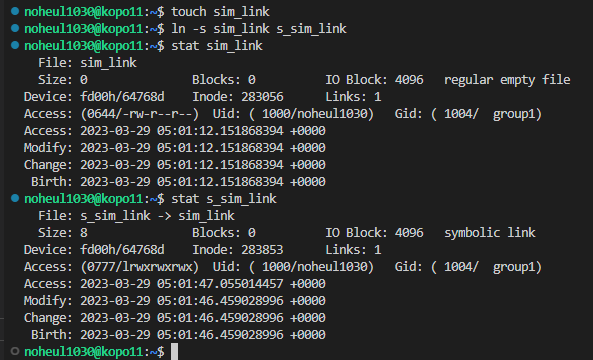 noheul1030@kopo11:~$ touch sim_link
noheul1030@kopo11:~$ ln -s sim_link s_sim_link
noheul1030@kopo11:~$ stat sim_link
  File: sim_link
  Size: 0               Blocks: 0          IO Block: 4096   regular empty file
Device: fd00h/64768d    Inode: 283056      Links: 1
Access: (0644/-rw-r--r--)  Uid: ( 1000/noheul1030)   Gid: ( 1004/  group1)
Access: 2023-03-29 05:01:12.151868394 +0000
Modify: 2023-03-29 05:01:12.151868394 +0000
Change: 2023-03-29 05:01:12.151868394 +0000
 Birth: 2023-03-29 05:01:12.151868394 +0000
noheul1030@kopo11:~$ stat s_sim_link
  File: s_sim_link -> sim_link
  Size: 8               Blocks: 0          IO Block: 4096   symbolic link
Device: fd00h/64768d    Inode: 283853      Links: 1
Access: (0777/lrwxrwxrwx)  Uid: ( 1000/noheul1030)   Gid: ( 1004/  group1)
Access: 2023-03-29 05:01:47.055014457 +0000
Modify: 2023-03-29 05:01:46.459028996 +0000
Change: 2023-03-29 05:01:46.459028996 +0000
 Birth: 2023-03-29 05:01:46.459028996 +0000
noheul1030@kopo11:~$